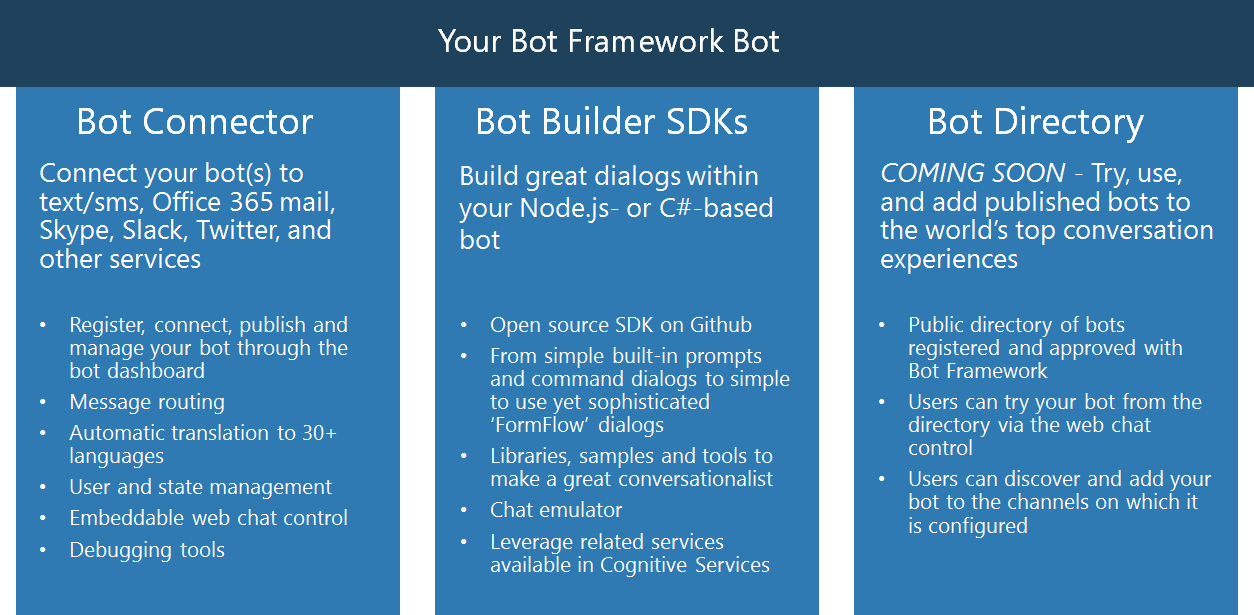 Your Bot Framework Bot
Bot Connector
Connect your bot(s) to
text/sms, Office 365 mail,
Skype, Slack, Twitter, and
other services
• Register, connect, publish and
manage your bot through the
bot dashboard
• Message routing
• Automatic translation to 30+
languages
• User and state management
• Embeddable web chat control
• Debugging tools
Bot Builder SDKs
Build great dialogs within
your Node.js- or C#-based
bot
• Open source SDK on Github
• From simple built-in prompts
and command dialogs to simple
to use yet sophisticated
‘FormFlow’ dialogs
• Libraries, samples and tools to
make a great conversationalist
• Chat emulator
• Leverage related services
available in Cognitive Services
Bot Directory
COMING SOON - Try, use,
and add published bots to
the world’s top conversation
experiences
• Public directory of bots
registered and approved with
Bot Framework
• Users can try your bot from the
directory via the web chat
control
• Users can discover and add your
bot to the channels on which it
is configured